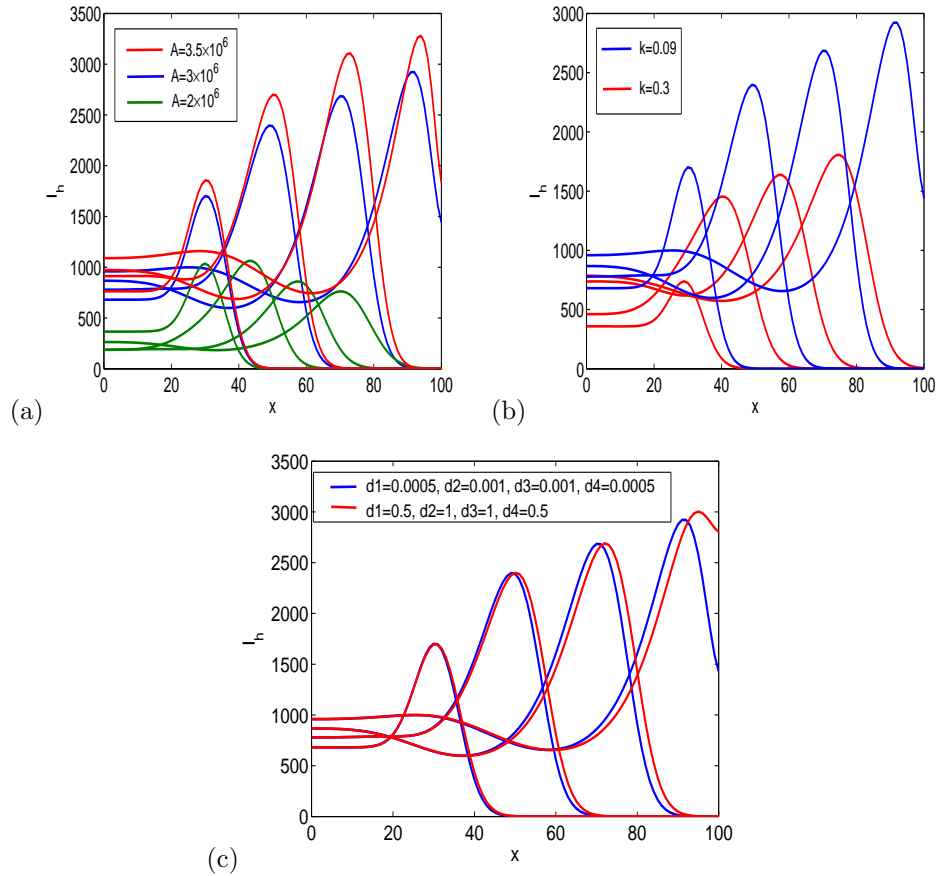 3500
3000
2500
2000
1500
1000
500
0
I_h
A=3.5×10^6
A=3×10^6
A=2×10^6
0 20 40 60 80 100
x
(a)
3000
2500
2000
1500
1000
500
0
I_h
k=0.09
k=0.3
0 20 40 60 80 100
x
(b)
3500
3000
2500
2000
1500
1000
500
0
I_h
d1=0.0005, d2=0.001, d3=0.001, d4=0.0005
d1=0.5, d2=1, d3=1, d4=0.5
0 20 40 60 80 100
x
(c)